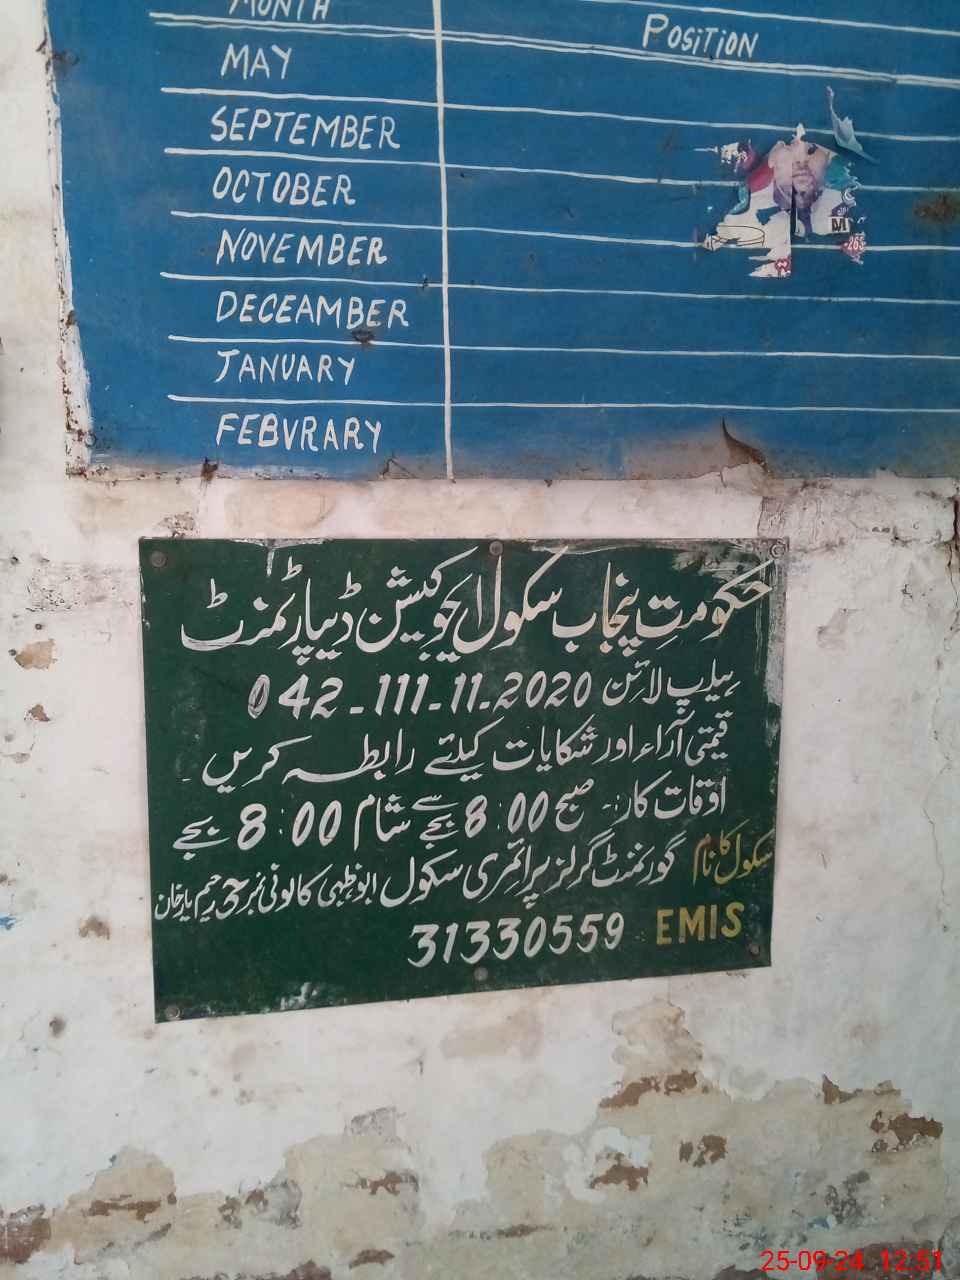 MONTH
POSITION
MAY
SEPTEMBER
OCTOBER
NOVEMBER
DECEAMBER
JANUARY
FEBVRARY
حکومتِ پنجاب سکول ایجوکیشن ڈیپارٹمنٹ
ہیلپ لائن 042-111-11-2020
قیمتی آراء اور شکایات کیلئے رابطہ کریں
اوقات کار:- صبح 8:00 بجے سے شام 8:00 بجے
سکول کا نام گورنمنٹ گرلز پرائمری سکول ابوظہبی کالونی نمبر 3 رحیم یار خان
EMIS 31330559
25-09-24 12:51